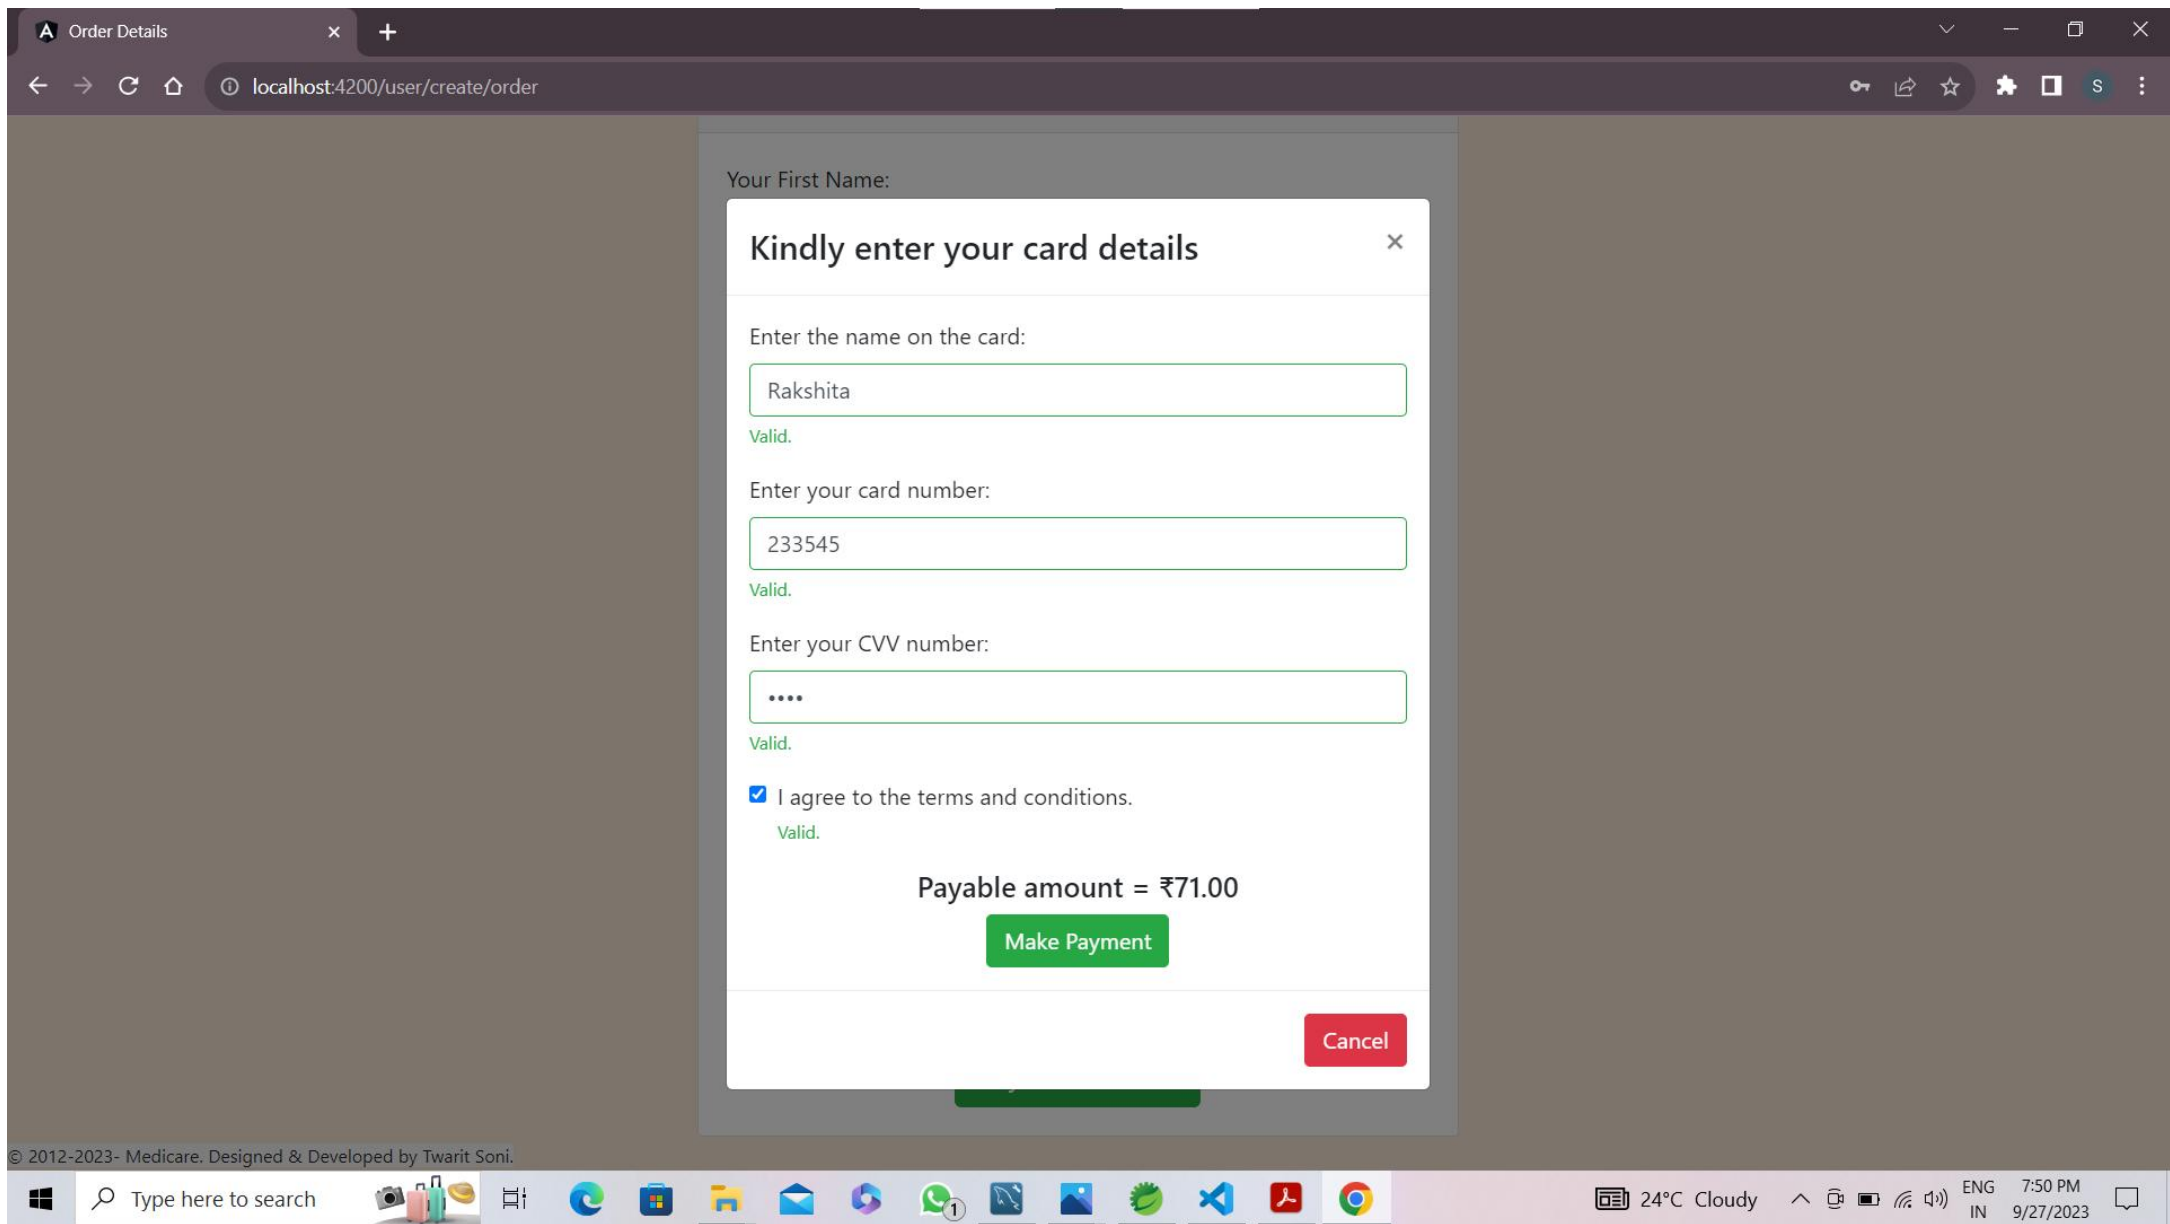 Order Details
localhost:4200/user/create/order
S
Your First Name:
Kindly enter your card details
Enter the name on the card:
Rakshita
Valid.
Enter your card number:
233545
Valid.
Enter your CVV number:
••••
Valid.
I agree to the terms and conditions.
Valid.
Payable amount = ₹71.00
Make Payment
Cancel
© 2012-2023- Medicare. Designed & Developed by Twarit Soni.
Type here to search
1
24°C Cloudy
ENG
IN
7:50 PM
9/27/2023